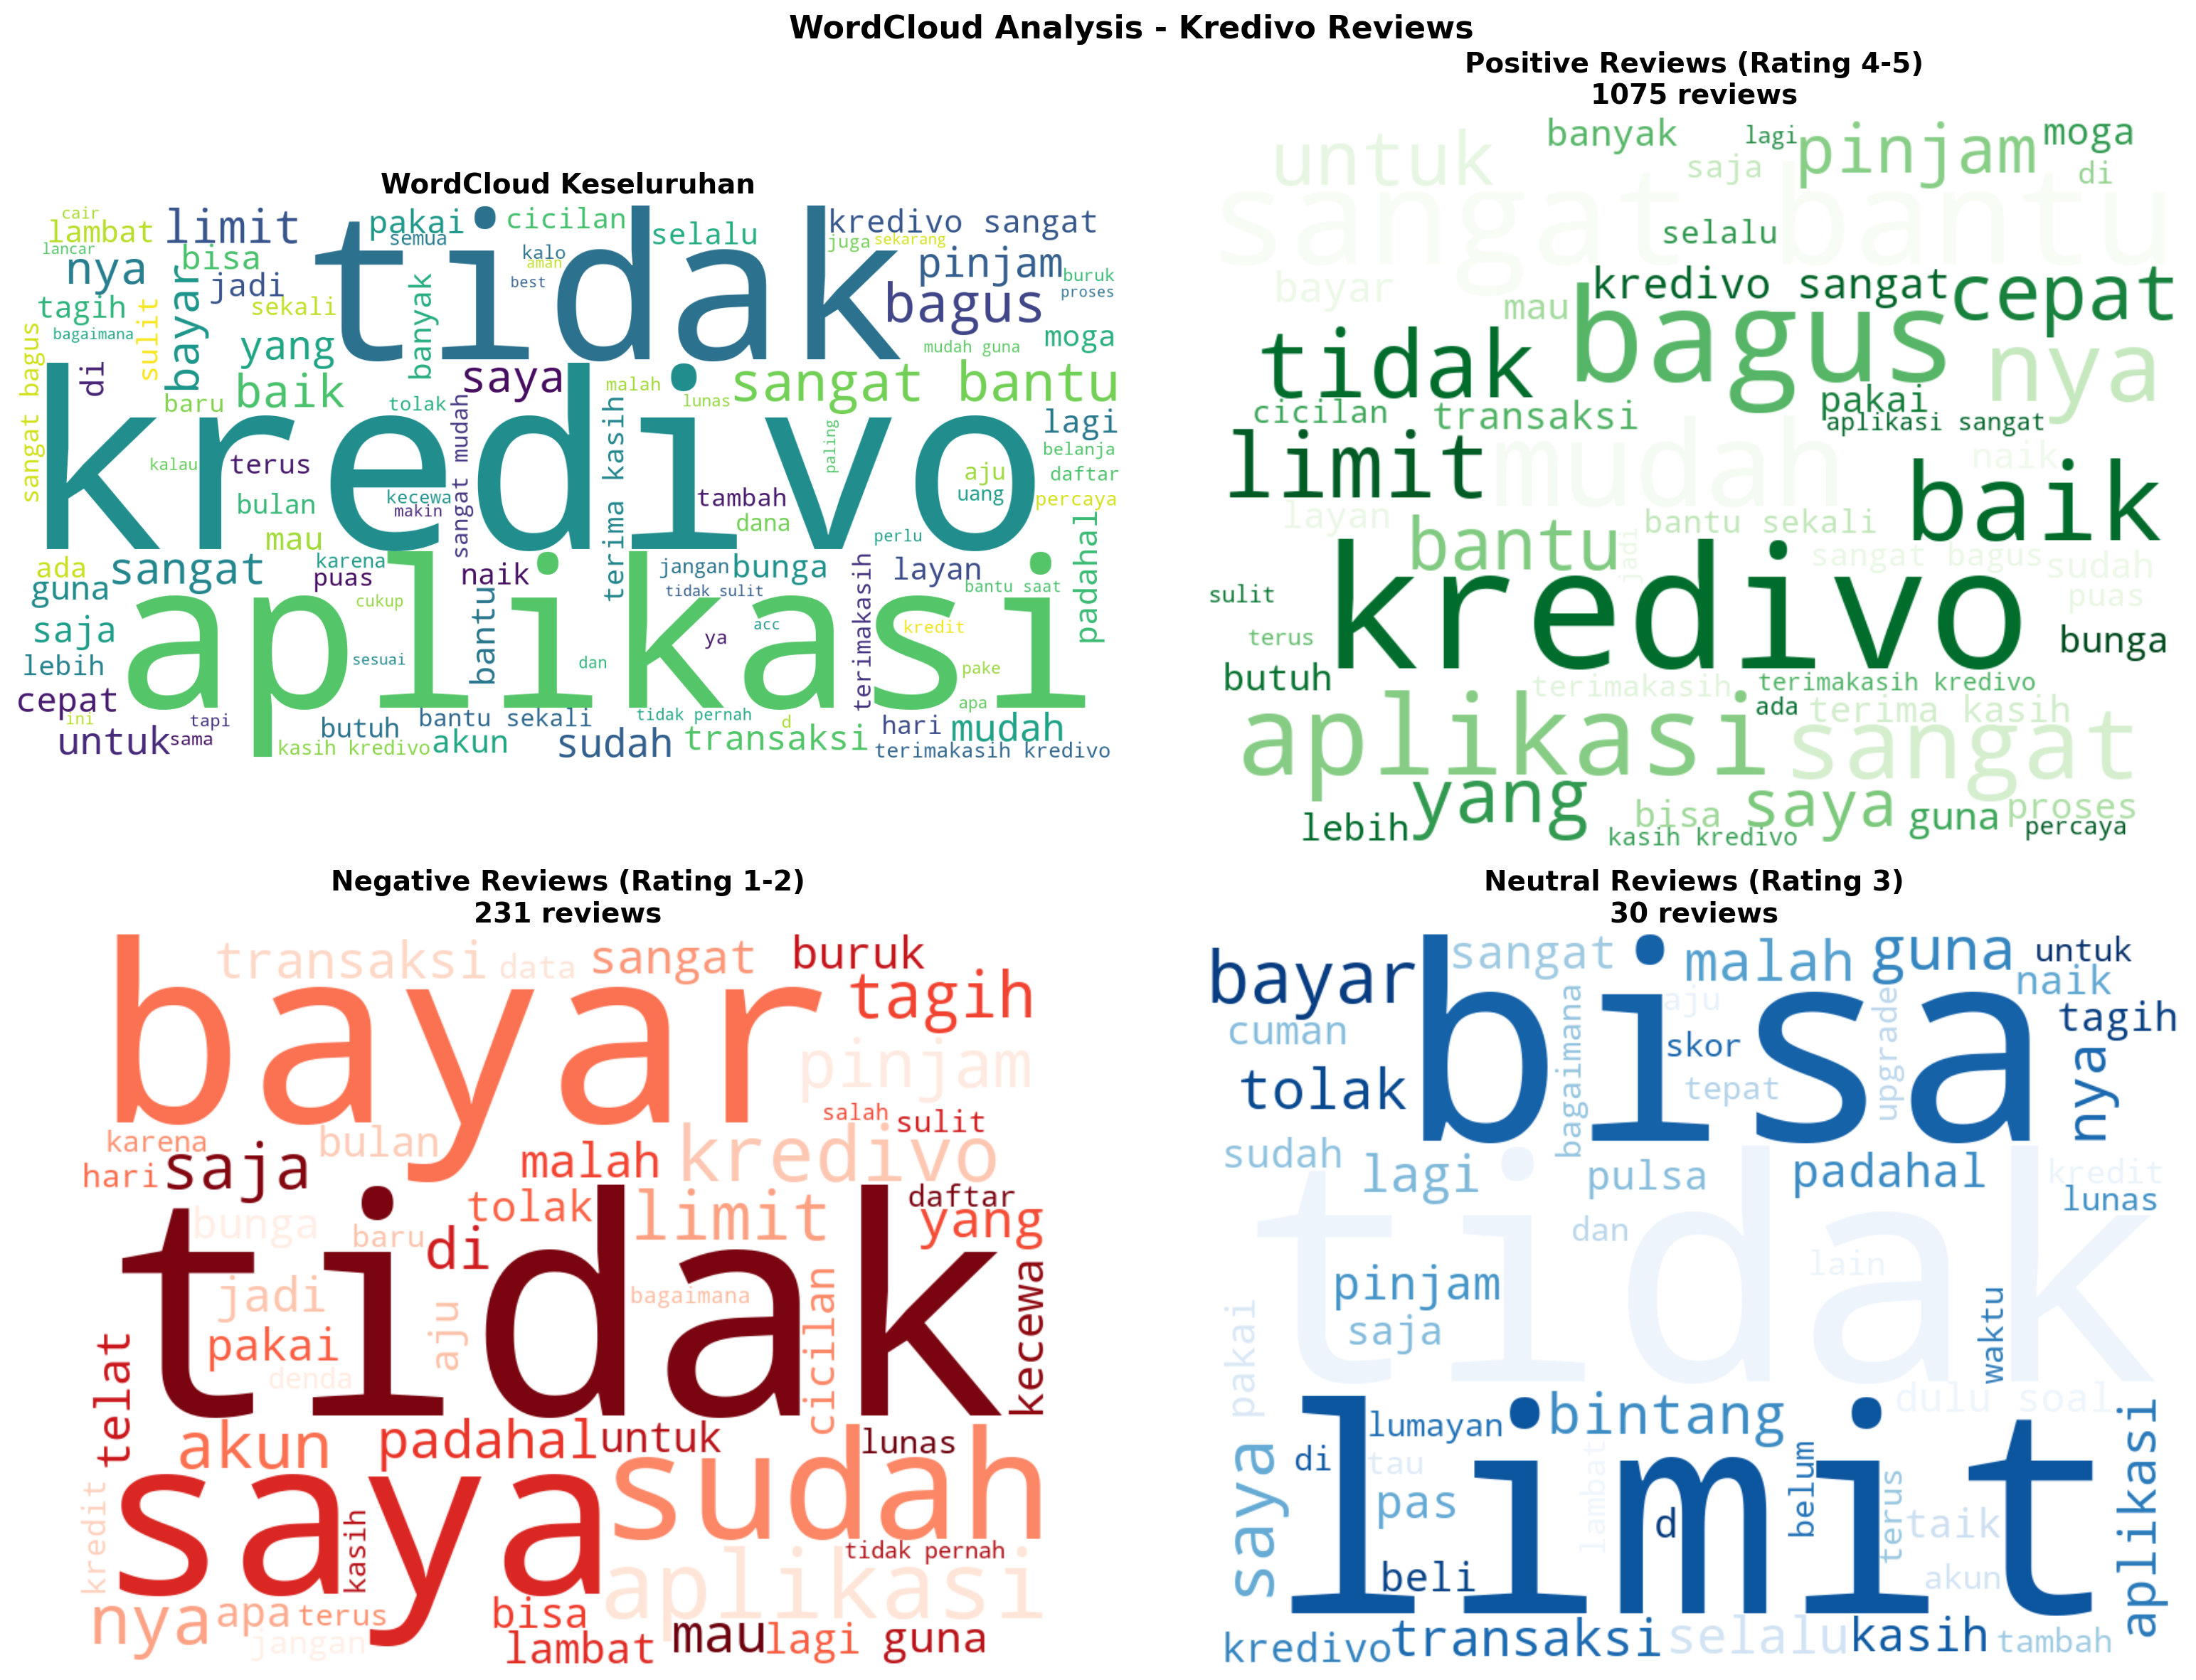 WordCloud Analysis - Kredivo Reviews
WordCloud Keseluruhan
cair
lambat
lancar
limit
pakai
semua
cicilan
selalu
kredivo sangat
juga
sekarang
nya
bisa
jadi
bayar
tidak
kalo
aman
best
pinjam
buruk
proses
bagus
tagih
bagaimana
sulit
sekali
banyak
yang
moga
mudah guna
di
sangat bagus
baru
baik
saya
tolak
malah
lunas
sangat bantu
kredivo
lagi
belanja
kalau
terus
sangat mudah
terima kasih
paling
aju
daftar
uang
percaya
bulan
kecewa
makin
tambah
dana
mau
perlu
karena
puas
ada
guna
sangat
naik
jangan
bunga
tidak sulit
layan
bantu saat
padahal
cukup
aplikasi
saja
bantu
acc
ya
terimakasih
kredit
lebih
sesuai
dan
pake
cepat
ini
tapi
untuk
sama
butuh
bantu sekali
tidak pernah
d
apa
hari
mudah
kasih kredivo
akun
sudah
transaksi
terimakasih kredivo
Positive Reviews (Rating 4-5)
1075 reviews
untuk
banyak
lagi
pinjam
moga
saja
di
sangat bantu
selalu
bayar
mau
kredivo sangat
cepat
tidak
bagus
nya
cicilan
transaksi
pakai
aplikasi sangat
limit
mudah
naik
baik
layan
bantu
bantu sekali
jadi
sangat bagus
sudah
sulit
kredivo
puas
terus
bunga
butuh
terimakasih
terimakasih kredivo
ada
terima kasih
aplikasi
sangat
yang
lebih
bisa
saya
guna
proses
percaya
kasih kredivo
Negative Reviews (Rating 1-2)
231 reviews
transaksi
data
sangat
buruk
bayar
tagih
pinjam
salah
sulit
karena
bulan
hari
saja
malah
kredivo
tolak
limit
daftar
yang
bunga
baru
di
tidak
jadi
aju
bagaimana
cicilan
kecewa
pakai
denda
telat
akun
padahal
untuk
lunas
saya
sudah
kredit
kasih
tidak pernah
aplikasi
nya
apa
terus
bisa
jangan
lambat
mau
lagi
guna
Neutral Reviews (Rating 3)
30 reviews
bayar
sangat
bisa
malah
guna
untuk
naik
cuman
aju
upgrade
tagih
bagaimana
skor
tolak
tepat
nya
sudah
lagi
pulsa
padahal
kredit
lunas
dan
tidak
lain
pinjam
saja
pakai
waktu
dulu soal
lumayan
bintang
limit
di
tau
saya
pas
lambat
d
belum
terus
taik
aplikasi
beli
akun
kredivo
transaksi
selalu
kasih
tambah